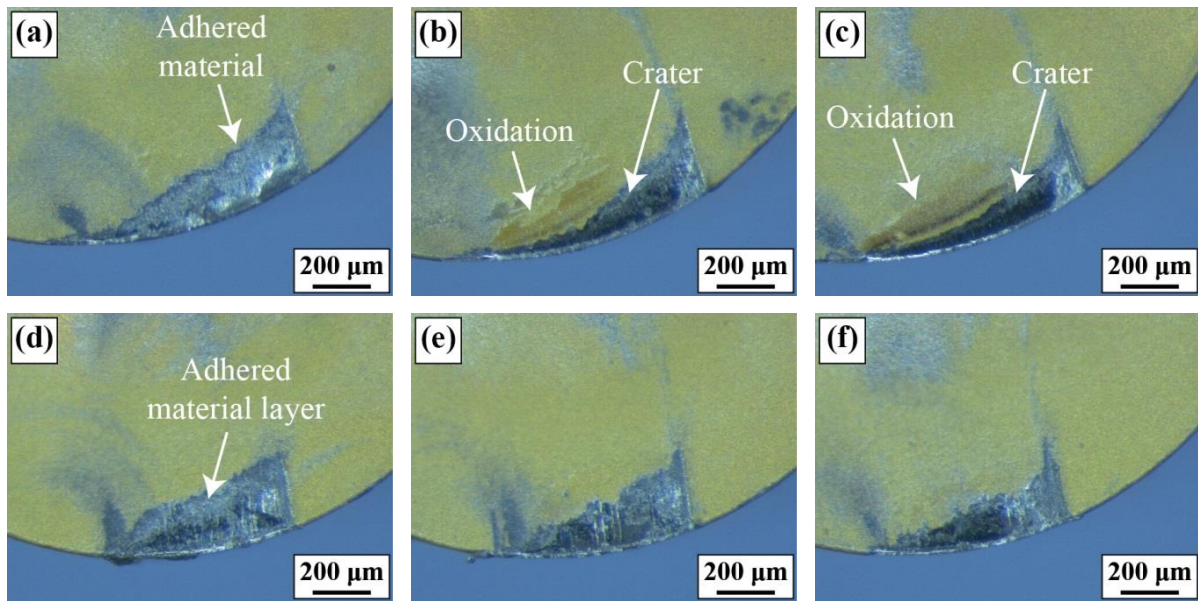 (a)
Adhered
material
200 μm
(b)
Crater
Oxidation
200 μm
(c)
Crater
Oxidation
200 μm
(d)
Adhered
material layer
200 μm
(e)
200 μm
(f)
200 μm